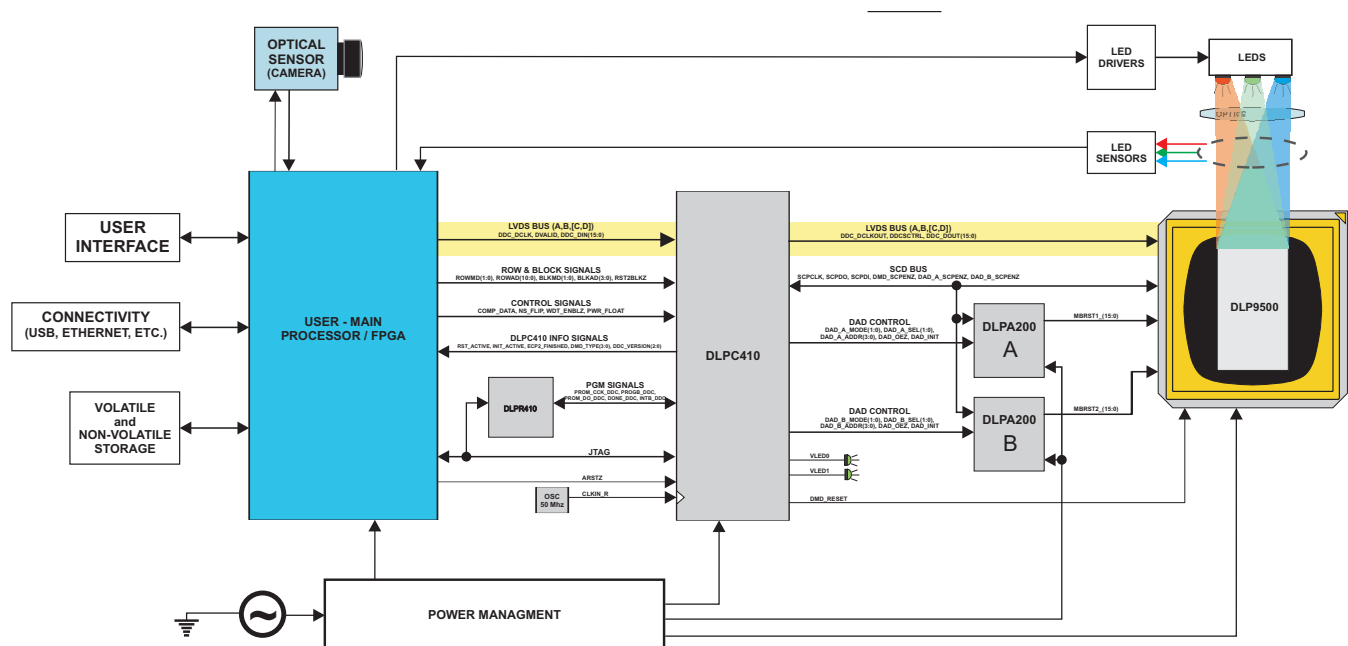 OPTICAL
SENSOR
(CAMERA)
LED
DRIVERS
LEDS
OPTICS
LED
SENSORS
USER
INTERFACE
CONNECTIVITY
(USB, ETHERNET, ETC.)
VOLATILE
and
NON-VOLATILE
STORAGE
USER - MAIN
PROCESSOR / FPGA
LVDS BUS (A,B,[C,D])
DDC_DCLK, DVALID, DDC_DIN(15:0)
ROW & BLOCK SIGNALS
ROWMD(1:0), ROWAD(10:0), BLKMD(1:0), BLKAD(3:0), RST2BLKZ
CONTROL SIGNALS
COMP_DATA, NS_FLIP, WDT_ENBLZ, PWR_FLOAT
DLPC410 INFO SIGNALS
RST_ACTIVE, INIT_ACTIVE, ECP2_FINISHED, DMD_TYPE(3:0), DDC_VERSION(2:0)
DLPR410
PGM SIGNALS
PROM_CCK_DDC, PROGB_DDC,
PROM_DO_DDC, DONE_DDC, INTB_DDC
JTAG
ARSTZ
OSC
50 Mhz
CLKIN_R
DLPC410
LVDS BUS (A,B,[C,D])
DDC_DCLKOUT, DDCSCTRL, DDC_DOUT(15:0)
SCD BUS
SCPCLK, SCPDO, SCPDI, DMD_SCPENZ, DAD_A_SCPENZ, DAD_B_SCPENZ
DAD CONTROL
DAD_A_MODE(1:0), DAD_A_SEL(1:0),
DAD_A_ADDR(3:0), DAD_OEZ, DAD_INIT
DLPA200
A
MBRST1_(15:0)
DAD CONTROL
DAD_B_MODE(1:0), DAD_B_SEL(1:0),
DAD_B_ADDR(3:0), DAD_OEZ, DAD_INIT
DLPA200
B
MBRST2_(15:0)
VLED0
VLED1
DMD_RESET
DLP9500
POWER MANAGMENT